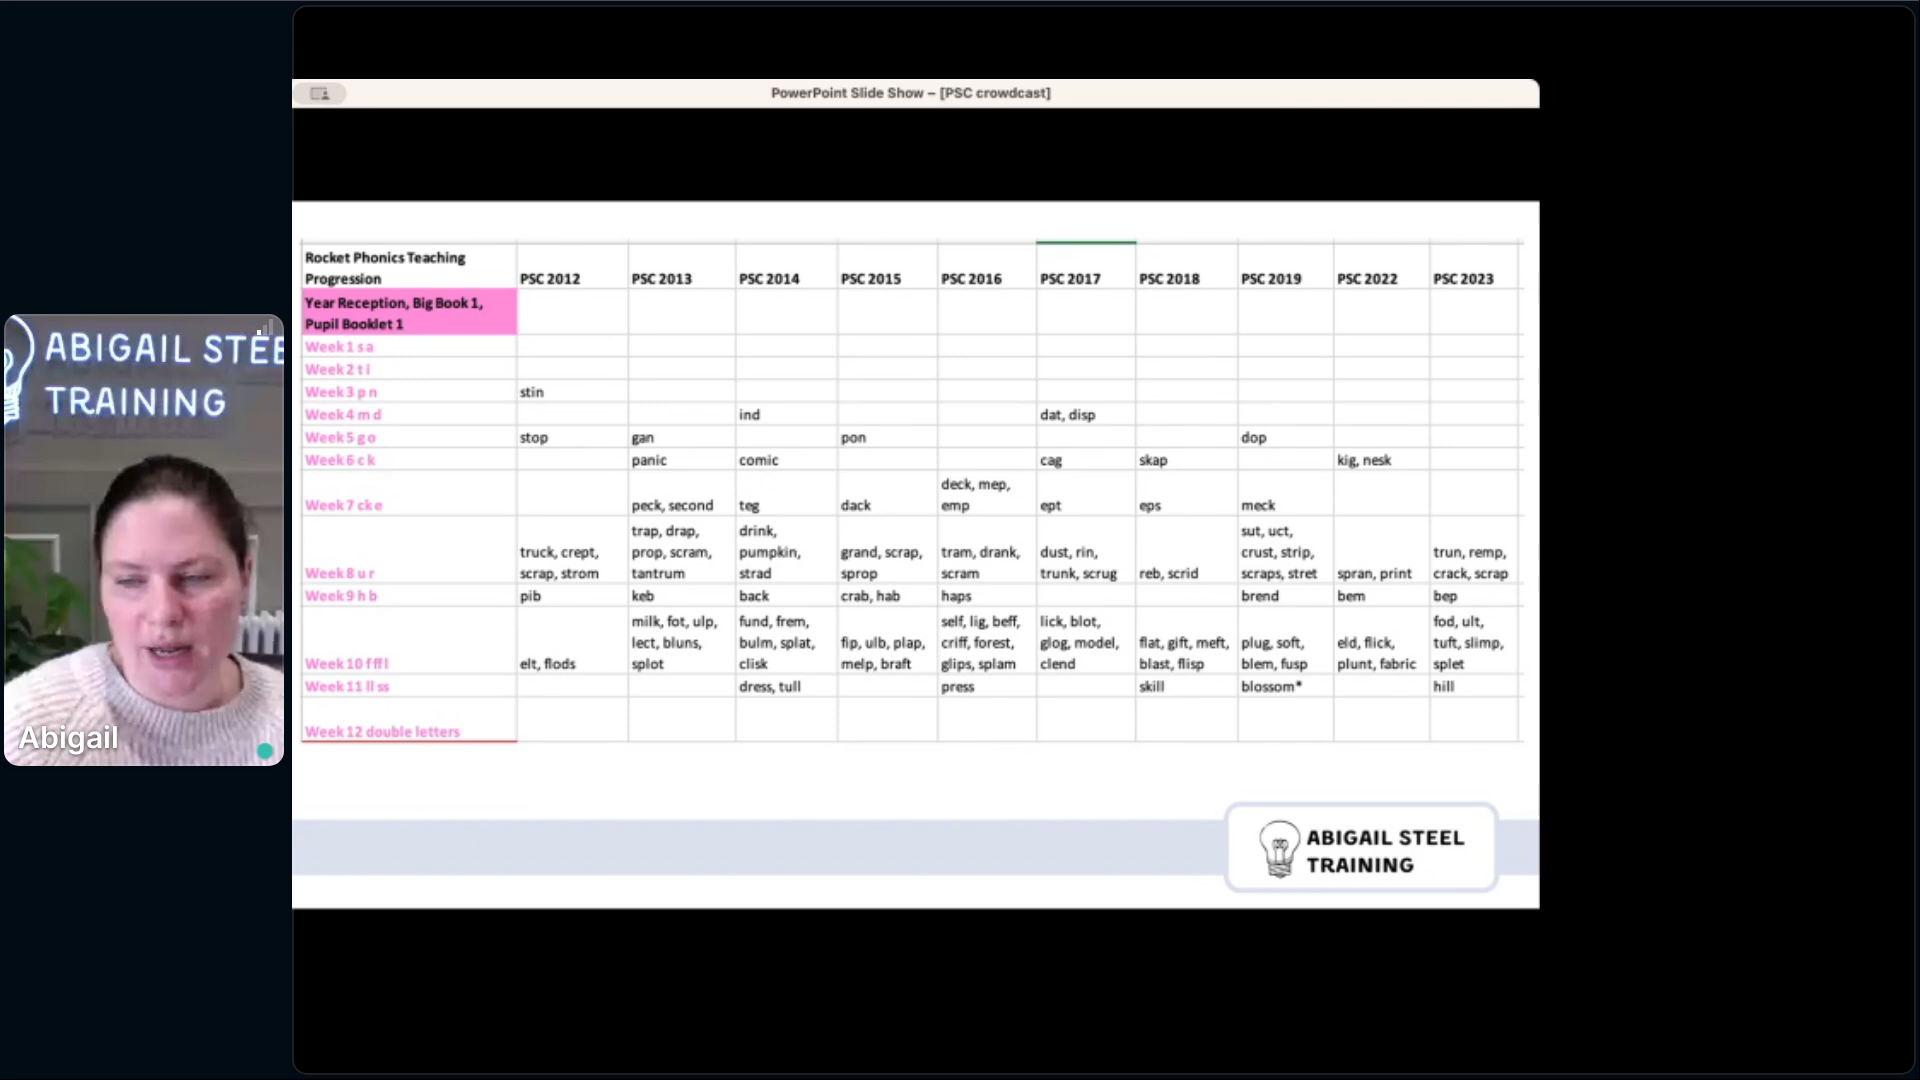 PowerPoint Slide Show – [PSC crowdcast]
Rocket Phonics Teaching
Progression PSC 2012 PSC 2013 PSC 2014 PSC 2015 PSC 2016 PSC 2017 PSC 2018 PSC 2019 PSC 2022 PSC 2023
Year Reception, Big Book 1,
Pupil Booklet 1
Week 1 s a
Week 2 t i
Week 3 p n stin
Week 4 m d ind dat, disp
Week 5 g o stop gan pon dop
Week 6 c k panic comic cag skap kig, nesk
deck, mep,
Week 7 ck e peck, second teg dack emp ept eps meck
trap, drap, drink, sut, uct,
truck, crept, prop, scram, pumpkin, grand, scrap, tram, drank, dust, rin, crust, strip, trun, remp,
Week 8 u r scrap, strom tantrum strad sprop scram trunk, scrug reb, scrid scraps, stret spran, print crack, scrap
Week 9 h b pib keb back crab, hab haps brend bem bep
milk, fot, ulp, fund, frem, self, lig, beff, lick, blot, fod, ult,
lect, bluns, bulm, splat, fip, ulb, plap, criff, forest, glog, model, flat, gift, meft, plug, soft, eld, flick, tuft, slimp,
Week 10 f ff l elt, flods splot clisk melp, braft glips, splam clend blast, flisp blem, fusp plunt, fabric splet
Week 11 ll ss dress, tull press skill blossom* hill
Week 12 double letters
ABIGAIL STEE
TRAINING
Abigail
ABIGAIL STEEL
TRAINING